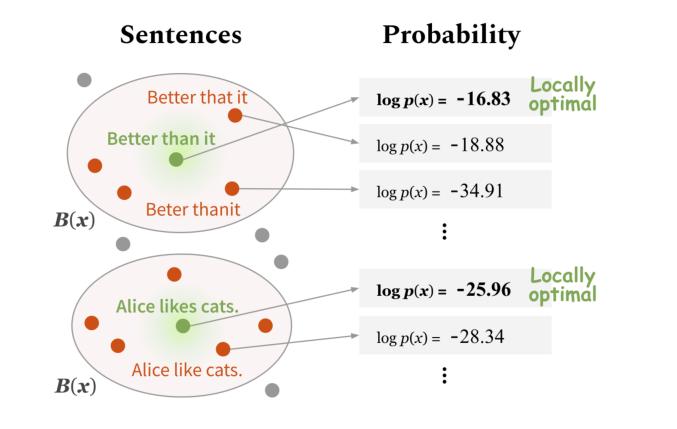 Sentences
Probability
Better that it
Better than it
Beter thanit
B(x)
log p(x) = -16.83
Locally
optimal
log p(x) = -18.88
log p(x) = -34.91
⋮
Alice likes cats.
Alice like cats.
B(x)
log p(x) = -25.96
Locally
optimal
log p(x) = -28.34
⋮